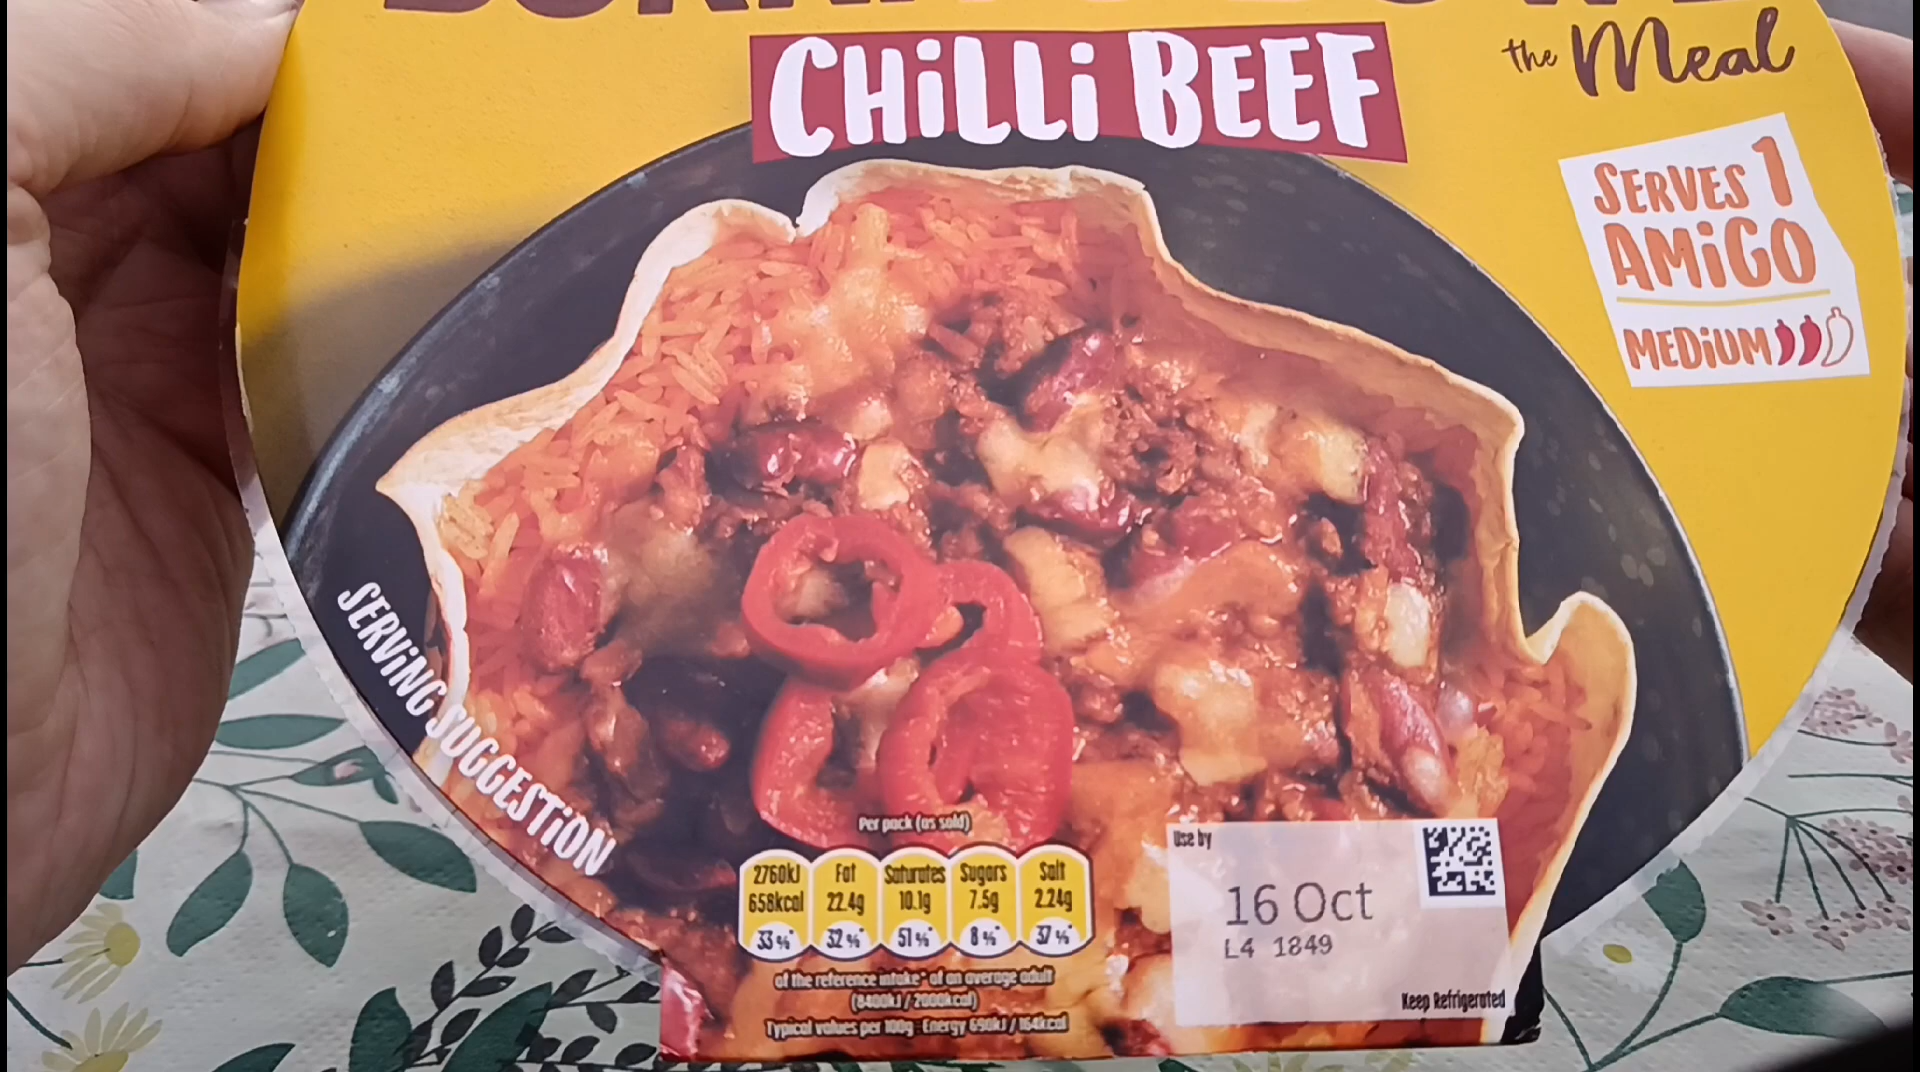 the Meal
CHiLLi BEEF
SERVES 1
AMiGO
MEDiUM
SERViNG SUGGESTiON
Per pack (as sold)
2760kJ
658kcal
33%*
Fat
22.4g
32%*
Saturates
10.1g
51%*
Sugars
7.5g
8%*
Salt
2.24g
37%*
of the reference intake* of an average adult
(8400kJ / 2000kcal)
Typical values per 100g: Energy 690kJ / 164kcal
Use by
16 Oct
L4 1849
Keep Refrigerated